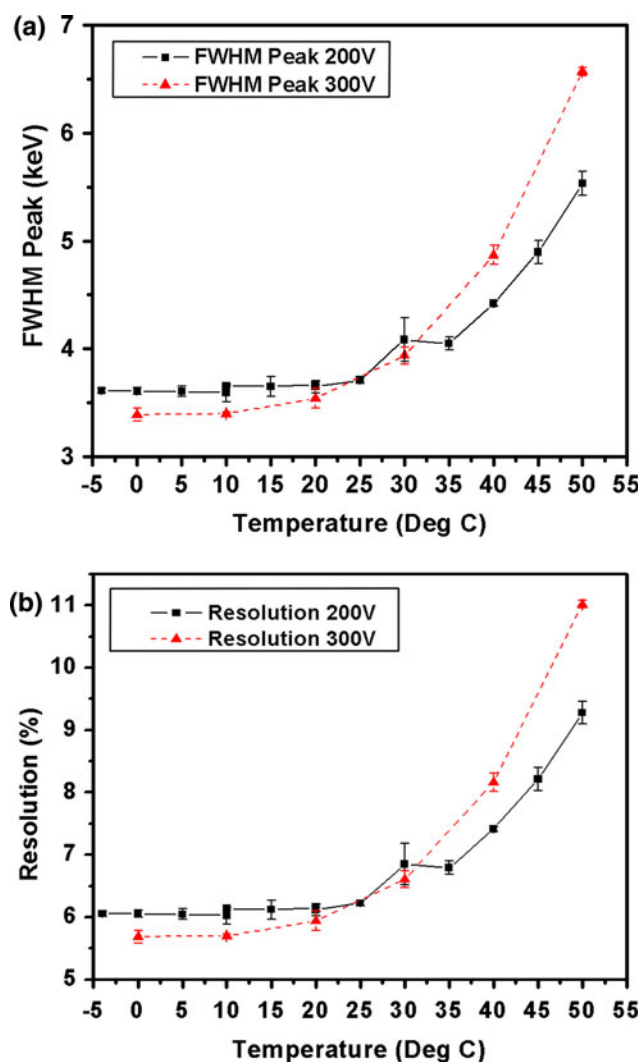 (a)
7
6
5
4
3
FWHM Peak (keV)
FWHM Peak 200V
FWHM Peak 300V
-5 0 5 10 15 20 25 30 35 40 45 50 55
Temperature (Deg C)
(b)
11
10
9
8
7
6
5
Resolution (%)
Resolution 200V
Resolution 300V
-5 0 5 10 15 20 25 30 35 40 45 50 55
Temperature (Deg C)